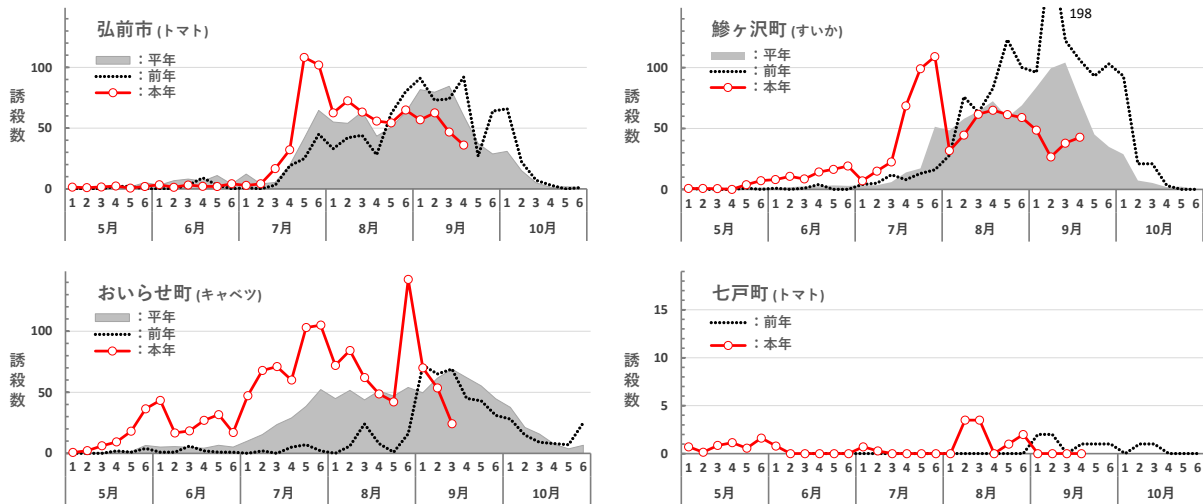 弘前市 (トマト)
：平年
：前年
：本年
誘殺数
100
50
0
1 2 3 4 5 6 1 2 3 4 5 6 1 2 3 4 5 6 1 2 3 4 5 6 1 2 3 4 5 6 1 2 3 4 5 6
5月 6月 7月 8月 9月 10月
鰺ヶ沢町 (すいか)
198
：平年
：前年
：本年
誘殺数
100
50
0
1 2 3 4 5 6 1 2 3 4 5 6 1 2 3 4 5 6 1 2 3 4 5 6 1 2 3 4 5 6 1 2 3 4 5 6
5月 6月 7月 8月 9月 10月
おいらせ町 (キャベツ)
：平年
：前年
：本年
誘殺数
100
50
0
1 2 3 4 5 6 1 2 3 4 5 6 1 2 3 4 5 6 1 2 3 4 5 6 1 2 3 4 5 6 1 2 3 4 5 6
5月 6月 7月 8月 9月 10月
七戸町 (トマト)
：前年
：本年
誘殺数
15
10
5
0
1 2 3 4 5 6 1 2 3 4 5 6 1 2 3 4 5 6 1 2 3 4 5 6 1 2 3 4 5 6 1 2 3 4 5 6
5月 6月 7月 8月 9月 10月